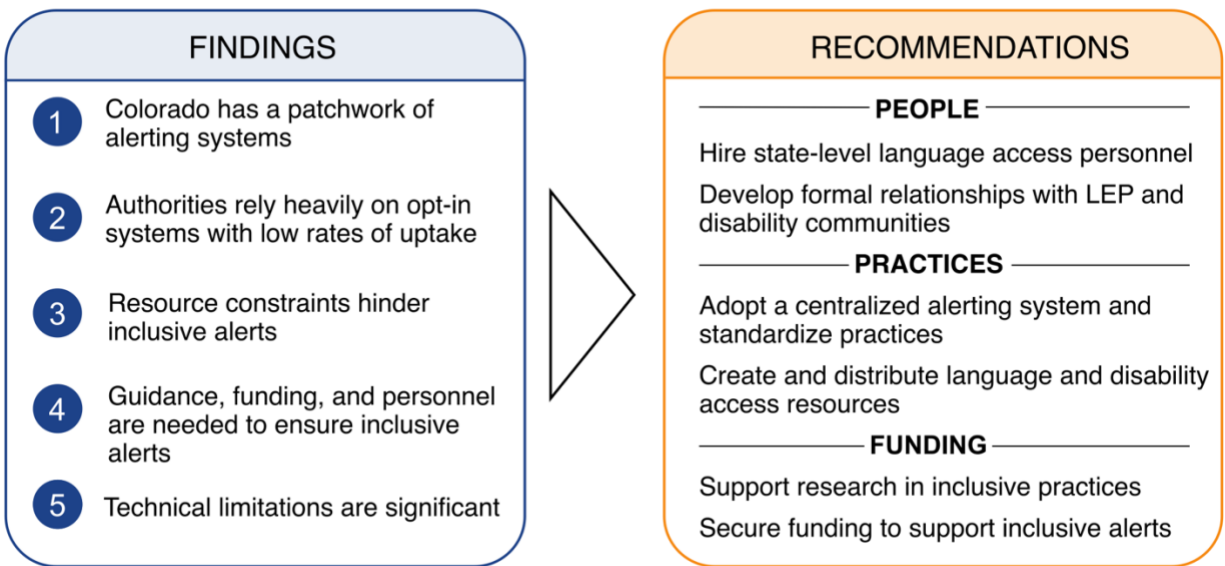 FINDINGS
1
Colorado has a patchwork of
alerting systems
2
Authorities rely heavily on opt-in
systems with low rates of uptake
3
Resource constraints hinder
inclusive alerts
4
Guidance, funding, and personnel
are needed to ensure inclusive
alerts
5
Technical limitations are significant
RECOMMENDATIONS
PEOPLE
Hire state-level language access personnel
Develop formal relationships with LEP and
disability communities
PRACTICES
Adopt a centralized alerting system and
standardize practices
Create and distribute language and disability
access resources
FUNDING
Support research in inclusive practices
Secure funding to support inclusive alerts